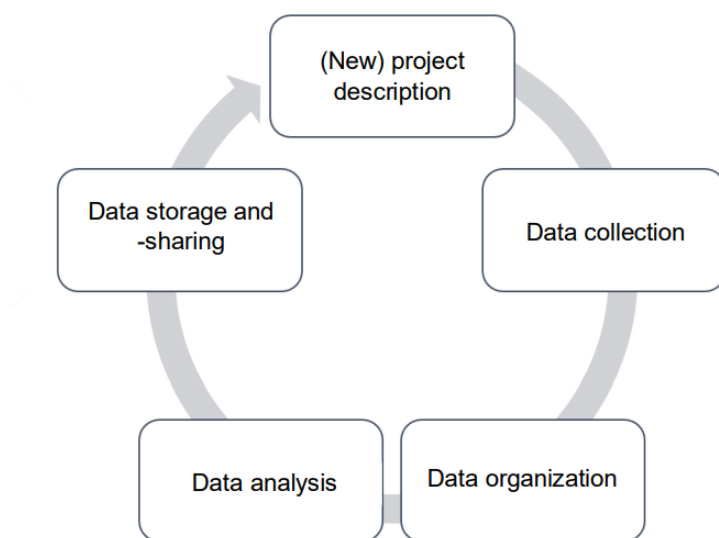 (New) project
description
Data collection
Data organization
Data analysis
Data storage and
-sharing